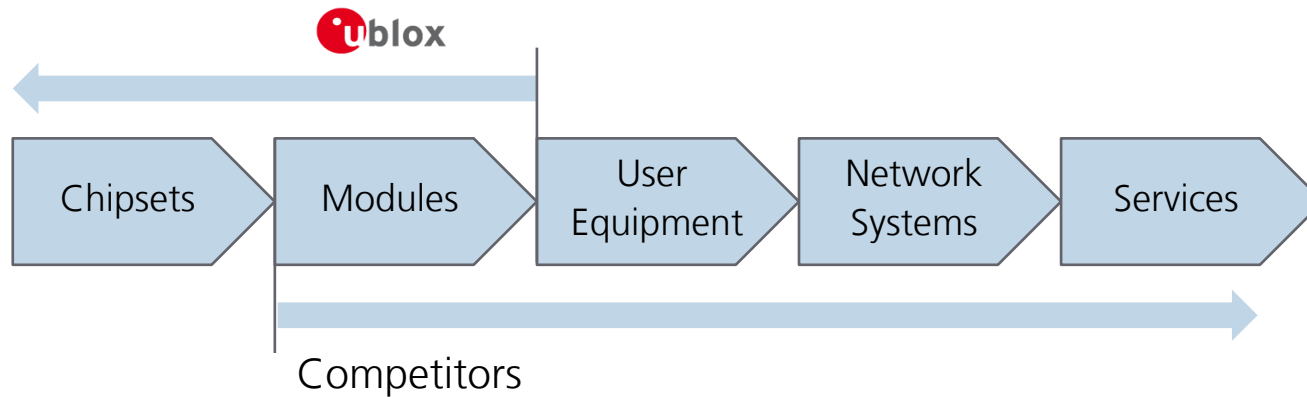 ublox
Chipsets
Modules
User
Equipment
Network
Systems
Services
Competitors